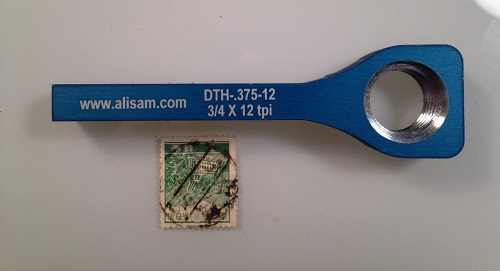 www.alisam.com
DTH-.375-12
3/4 X 12 tpi